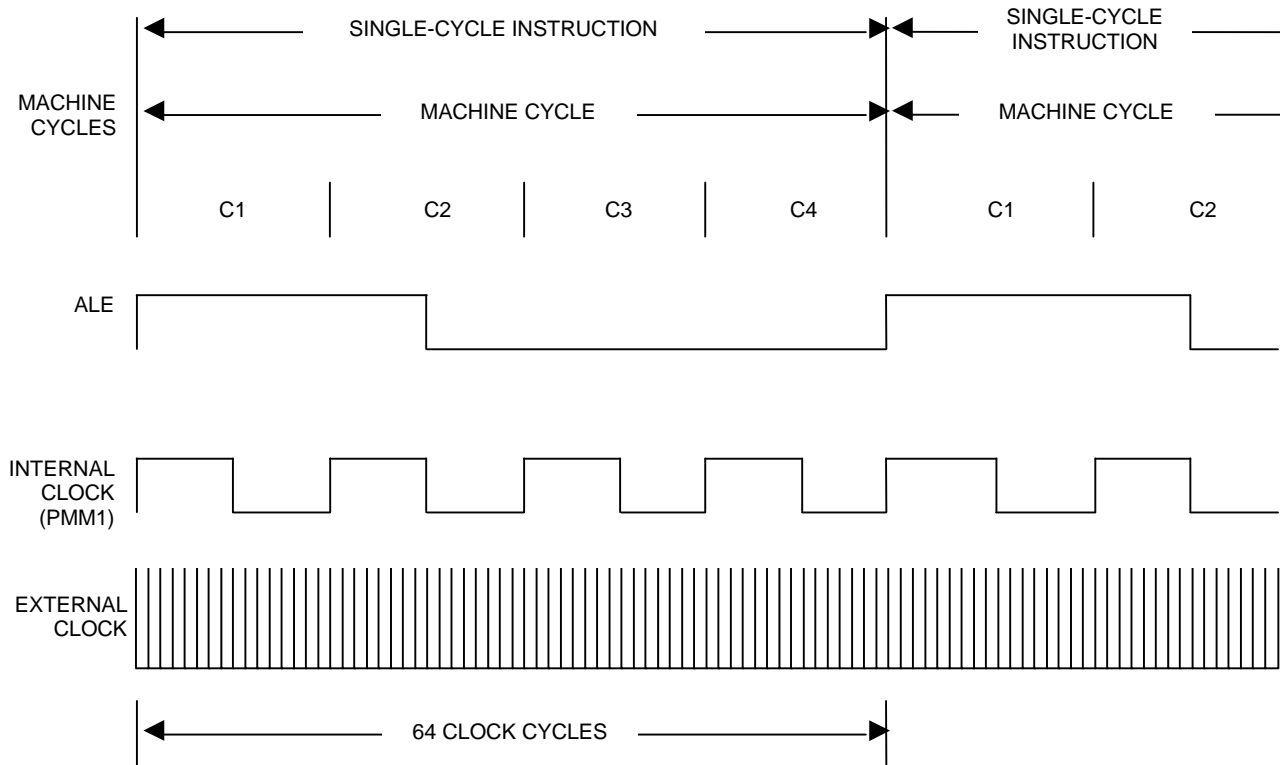 SINGLE-CYCLE INSTRUCTION
SINGLE-CYCLE
INSTRUCTION
MACHINE
CYCLES
MACHINE CYCLE
MACHINE CYCLE
C1
C2
C3
C4
C1
C2
ALE
INTERNAL
CLOCK
(PMM1)
EXTERNAL
CLOCK
64 CLOCK CYCLES